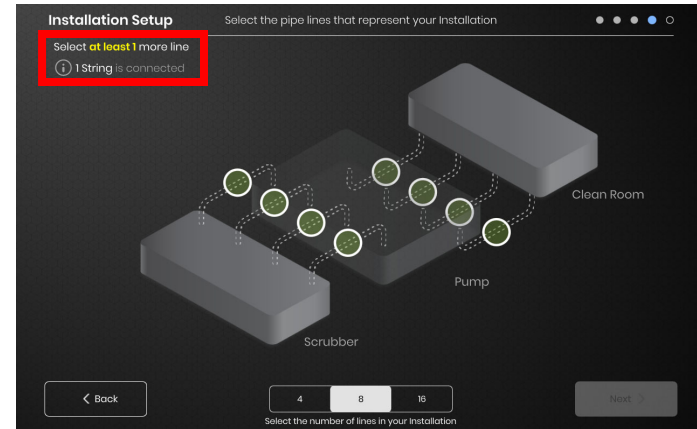 Installation Setup
Select the pipe lines that represent your Installation
Select at least 1 more line
1 String is connected
Clean Room
Pump
Scrubber
Back
4 8 16
Next
Select the number of lines in your Installation